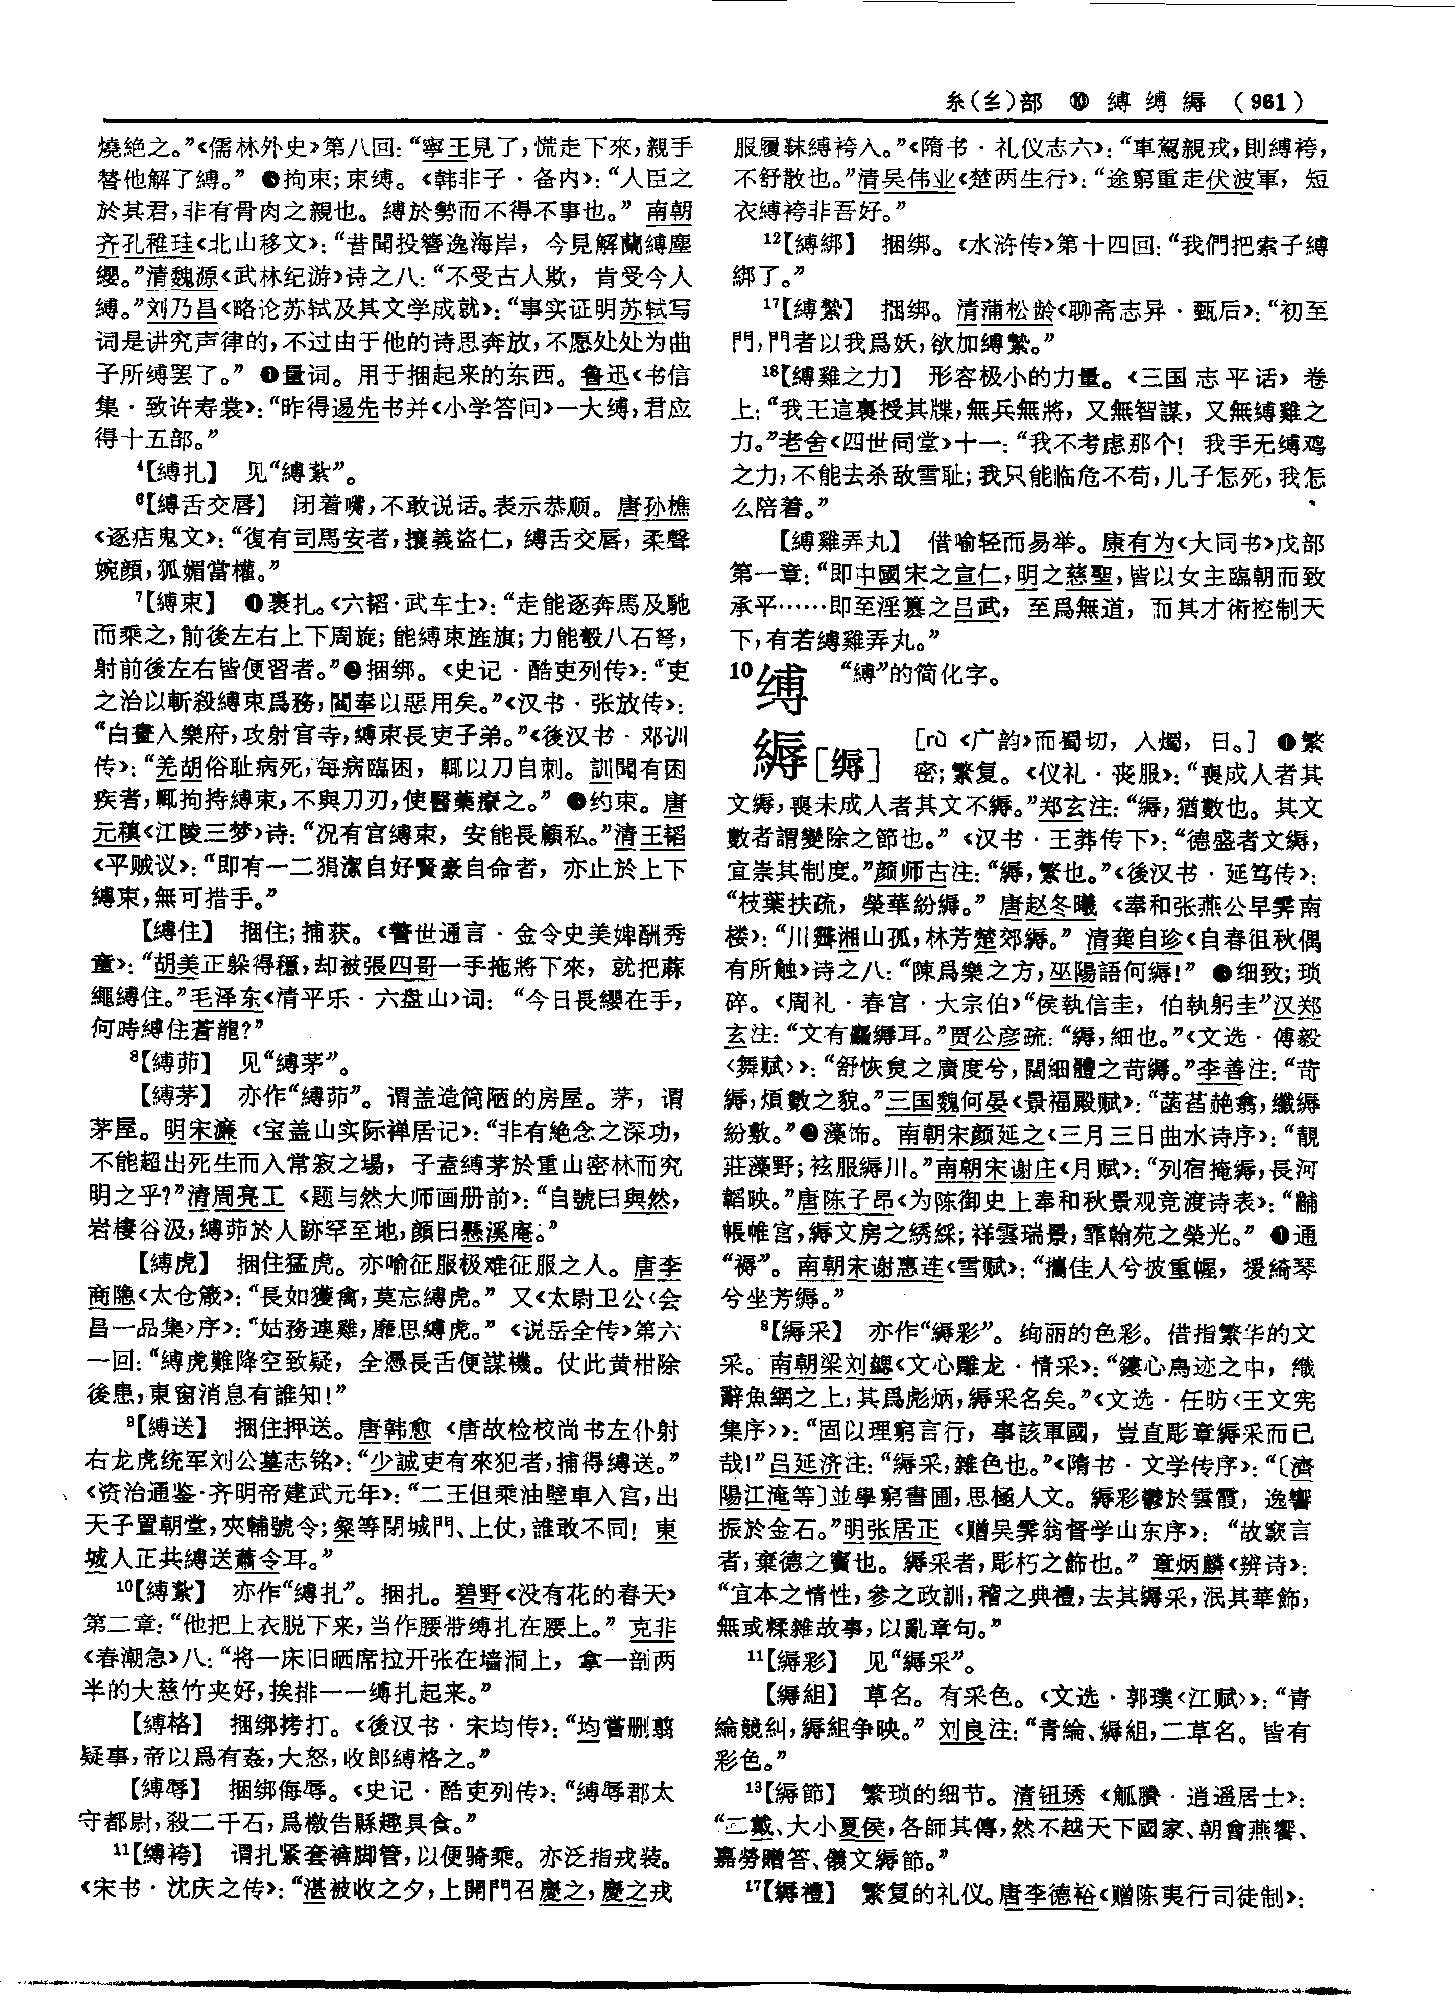 糸(纟)部 ⑩ 縛 缚 縟 (961)
燒絶之。”《儒林外史》第八回：“寧王見了，慌走下來，親手
替他解了縛。” ❸拘束；束缚。《韩非子·备内》：“人臣之
於其君，非有骨肉之親也。縛於勢而不得不事也。” 南朝
齐孔稚珪《北山移文》：“昔聞投簪逸海岸，今見解蘭縛塵
纓。”清魏源《武林纪游》诗之八：“不受古人欺，肯受今人
縛。”刘乃昌《略论苏轼及其文学成就》：“事实证明苏轼写
词是讲究声律的，不过由于他的诗思奔放，不愿处处为曲
子所缚罢了。” ❹量词。用于捆起来的东西。鲁迅《书信
集·致许寿裳》：“昨得遏先书并《小学答问》一大缚，君应
得十五部。”
4【縛扎】 见“縛紮”。
6【縛舌交唇】 闭着嘴，不敢说话。表示恭顺。唐孙樵
《逐痁鬼文》：“復有司馬安者，攘義盜仁，縛舌交唇，柔聲
婉顔，狐媚當權。”
7【縛束】 ❶裹扎。《六韬·武车士》：“走能逐奔馬及馳
而乘之，前後左右上下周旋；能縛束旌旗；力能彀八石弩，
射前後左右皆便習者。”❷捆绑。《史记·酷吏列传》：“吏
之治以斬殺縛束爲務，閻奉以惡用矣。”《汉书·张放传》：
“白晝入樂府，攻射官寺，縛束長吏子弟。”《後汉书·邓训
传》：“羌胡俗耻病死，每病臨困，輒以刀自刺。訓聞有困
疾者，輒拘持縛束，不與刀刃，使醫藥療之。” ❸约束。唐
元稹《江陵三梦》诗：“况有官縛束，安能長顧私。”清王韬
《平贼议》：“即有一二狷潔自好賢豪自命者，亦止於上下
縛束，無可措手。”
【縛住】 捆住；捕获。《警世通言·金令史美婢酬秀
童》：“胡美正躲得穩，却被張四哥一手拖將下來，就把蔴
繩縛住。”毛泽东《清平乐·六盘山》词：“今日長纓在手，
何時縛住蒼龍？”
8【縛茆】 见“縛茅”。
【縛茅】 亦作“縛茆”。谓盖造简陋的房屋。茅，谓
茅屋。明宋濂《宝盖山实际禅居记》：“非有絶念之深功，
不能超出死生而入常寂之場，子盍縛茅於重山密林而究
明之乎？”清周亮工《题与然大师画册前》：“自號曰與然，
岩棲谷汲，縛茆於人跡罕至地，顔曰懸溪庵。”
【縛虎】 捆住猛虎。亦喻征服极难征服之人。唐李
商隐《太仓箴》：“長如獲禽，莫忘縛虎。” 又《太尉卫公〈会
昌一品集〉序》：“姑務連雞，靡思縛虎。”《说岳全传》第六
一回：“縛虎難降空致疑，全憑長舌便謀機。仗此黄柑除
後患，東窗消息有誰知！”
9【縛送】 捆住押送。唐韩愈《唐故检校尚书左仆射
右龙虎统军刘公墓志铭》：“少誠吏有來犯者，捕得縛送。”
《资治通鉴·齐明帝建武元年》：“二王但乘油壁車入宫，出
天子置朝堂，夾輔號令；粲等閉城門、上仗，誰敢不同！東
城人正共縛送蕭令耳。”
10【縛紮】 亦作“縛扎”。捆扎。碧野《没有花的春天》
第二章：“他把上衣脱下来，当作腰带缚扎在腰上。” 克非
《春潮急》八：“将一床旧晒席拉开张在墙洞上，拿一剖两
半的大慈竹夹好，挨排一一缚扎起来。”
【縛格】 捆绑拷打。《後汉书·宋均传》：“均嘗删翦
疑事，帝以爲有姦，大怒，收郎縛格之。”
【縛辱】 捆绑侮辱。《史记·酷吏列传》：“縛辱郡太
守都尉，殺二千石，爲檄告縣趣具食。”
11【縛袴】 谓扎紧套裤脚管，以便骑乘。亦泛指戎装。
《宋书·沈庆之传》：“湛被收之夕，上開門召慶之，慶之戎
服履韎縛袴入。”《隋书·礼仪志六》：“車駕親戎，則縛袴，
不舒散也。”清吴伟业《楚两生行》：“途窮重走伏波軍，短
衣縛袴非吾好。”
12【縛綁】 捆绑。《水浒传》第十四回：“我們把索子縛
綁了。”
17【縛縶】 捆绑。清蒲松龄《聊斋志异·甄后》：“初至
門，門者以我爲妖，欲加縛縶。”
18【縛雞之力】 形容极小的力量。《三国志平话》卷
上：“我王這裏授其牒，無兵無將，又無智謀，又無縛雞之
力。”老舍《四世同堂》十一：“我不考虑那个！我手无缚鸡
之力，不能去杀敌雪耻；我只能临危不苟，儿子怎死，我怎
么陪着。”
【縛雞弄丸】 借喻轻而易举。康有为《大同书》戊部
第一章：“即中國宋之宣仁，明之慈聖，皆以女主臨朝而致
承平……即至淫篡之吕武，至爲無道，而其才術控制天
下，有若縛雞弄丸。”
10缚 “縛”的简化字。
縟[缛] [rù《广韵》而蜀切，入燭，日。] ❶繁
密；繁复。《仪礼·丧服》：“喪成人者其
文縟，喪未成人者其文不縟。”郑玄注：“縟，猶數也。其文
數者謂變除之節也。”《汉书·王莽传下》：“德盛者文縟，
宜崇其制度。”颜师古注：“縟，繁也。”《後汉书·延笃传》：
“枝葉扶疏，榮華紛縟。” 唐赵冬曦《奉和张燕公早霁南
楼》：“川霽湘山孤，林芳楚郊縟。” 清龚自珍《自春徂秋偶
有所触》诗之八：“陳爲樂之方，巫陽語何縟！” ❷细致；琐
碎。《周礼·春官·大宗伯》“侯執信圭，伯執躬圭”汉郑
玄注：“文有麤縟耳。”贾公彦疏：“縟，細也。”《文选·傅毅
〈舞赋〉》：“舒恢炱之廣度兮，闊細體之苛縟。”李善注：“苛
縟，煩數之貌。”三国魏何晏《景福殿赋》：“菡萏赩翕，纖縟
紛敷。”❸藻饰。南朝宋颜延之《三月三日曲水诗序》：“靚
莊藻野；袨服縟川。”南朝宋谢庄《月赋》：“列宿掩縟，長河
韜映。”唐陈子昂《为陈御史上奉和秋景观竞渡诗表》：“黼
帳帷宫，縟文房之綉綵；祥雲瑞景，霏翰苑之榮光。” ❹通
“褥”。南朝宋谢惠连《雪赋》：“攜佳人兮披重幄，援綺琴
兮坐芳縟。”
8【縟采】 亦作“縟彩”。绚丽的色彩。借指繁华的文
采。南朝梁刘勰《文心雕龙·情采》：“鏤心鳥迹之中，織
辭魚網之上，其爲彪炳，縟采名矣。”《文选·任昉〈王文宪
集序〉》：“固以理窮言行，事該軍國，豈直彫章縟采而已
哉！”吕延济注：“縟采，雜色也。”《隋书·文学传序》：“〔濟
陽江淹等〕並學窮書圃，思極人文。縟彩鬱於雲霞，逸響
振於金石。”明张居正《赠吴霁翁督学山东序》：“故窾言
者，棄德之賓也。縟采者，彫朽之飾也。” 章炳麟《辨诗》：
“宜本之情性，參之政訓，稽之典禮，去其縟采，泯其華飾，
無或糅雜故事，以亂章句。”
11【縟彩】 见“縟采”。
【縟組】 草名。有采色。《文选·郭璞〈江赋〉》：“青
綸競糾，縟組争映。” 刘良注：“青綸、縟組，二草名。皆有
彩色。”
13【縟節】 繁琐的细节。清钮琇《觚賸·逍遥居士》：
“二戴、大小夏侯，各師其傳，然不越天下國家、朝會燕饗、
嘉勞贈答、儀文縟節。”
17【縟禮】 繁复的礼仪。唐李德裕《赠陈夷行司徒制》：